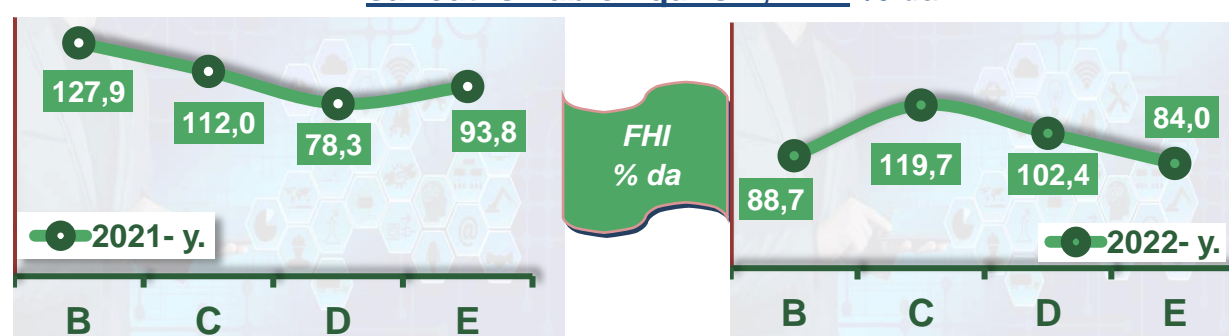 127,9
112,0
78,3
93,8
2021- y.
B C D E
FHI
% da
88,7
119,7
102,4
84,0
2022- y.
B C D E